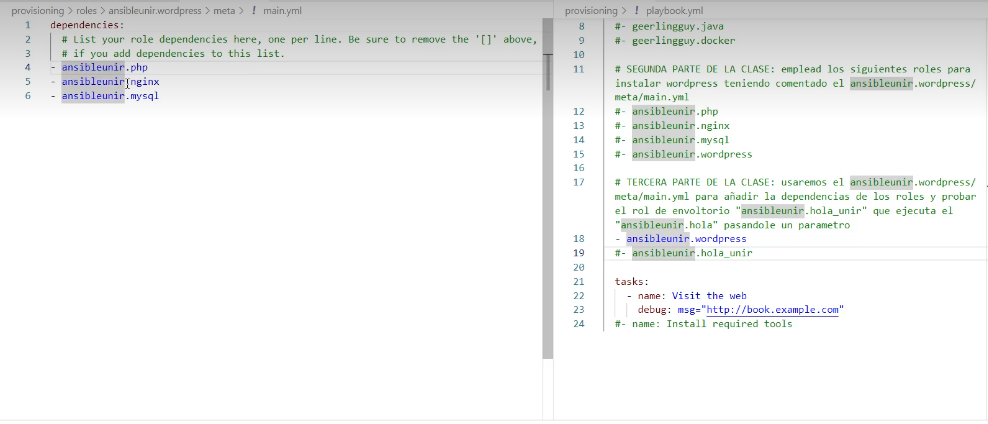 provisioning > roles > ansibleunir.wordpress > meta > ! main.yml
1 dependencies:
2 # List your role dependencies here, one per line. Be sure to remove the '[]' above,
3 # if you add dependencies to this list.
4 - ansibleunir.php
5 - ansibleunir.nginx
6 - ansibleunir.mysql
provisioning > ! playbook.yml
8 #- geerlingguy.java
9 #- geerlingguy.docker
10
11 # SEGUNDA PARTE DE LA CLASE: emplead los siguientes roles para
instalar wordpress teniendo comentado el ansibleunir.wordpress/
meta/main.yml
12 #- ansibleunir.php
13 #- ansibleunir.nginx
14 #- ansibleunir.mysql
15 #- ansibleunir.wordpress
16
17 # TERCERA PARTE DE LA CLASE: usaremos el ansibleunir.wordpress/
meta/main.yml para añadir la dependencias de los roles y probar
el rol de envoltorio "ansibleunir.hola_unir" que ejecuta el
"ansibleunir.hola" pasandole un parametro
18 - ansibleunir.wordpress
19 #- ansibleunir.hola_unir
20
21 tasks:
22 - name: Visit the web
23 debug: msg="http://book.example.com"
24 #- name: Install required tools